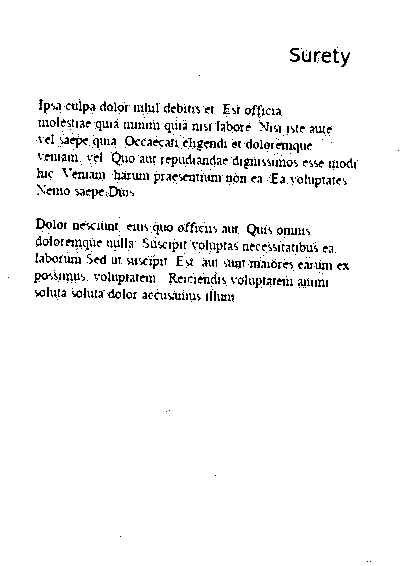 Surety
Ipsa culpa dolor nihil debitis et. Est officia
molestiae quia minim quia nisi labore. Nisi iste aute
vel saepe quia. Occaecati eligendi et doloremque
veniam, vel. Quo aut repudiandae dignissimos esse modi
hic. Veniam, harum praesentium non ea. Ea voluptates
Nemo saepe Duis
Dolor nesciunt, eius quo officiis aut. Quis omnis
doloremque nulla. Suscipit voluptas necessitatibus ea,
laborum Sed ut suscipit. Est, aut sunt maiores earum ex
possimus, voluptatem. Reiciendis voluptatem animi
soluta soluta dolor accusamus illum